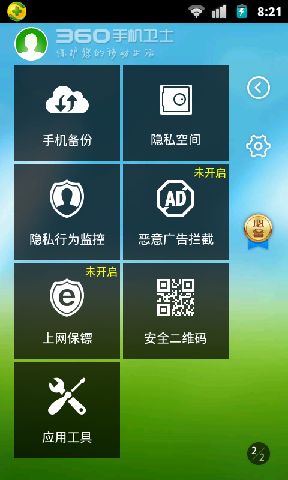 8:21
360手机卫士
保护您的移动生活
手机备份
隐私空间
未开启
隐私行为监控
AD
恶意广告拦截
未开启
e
上网保镖
安全二维码
应用工具
2/2